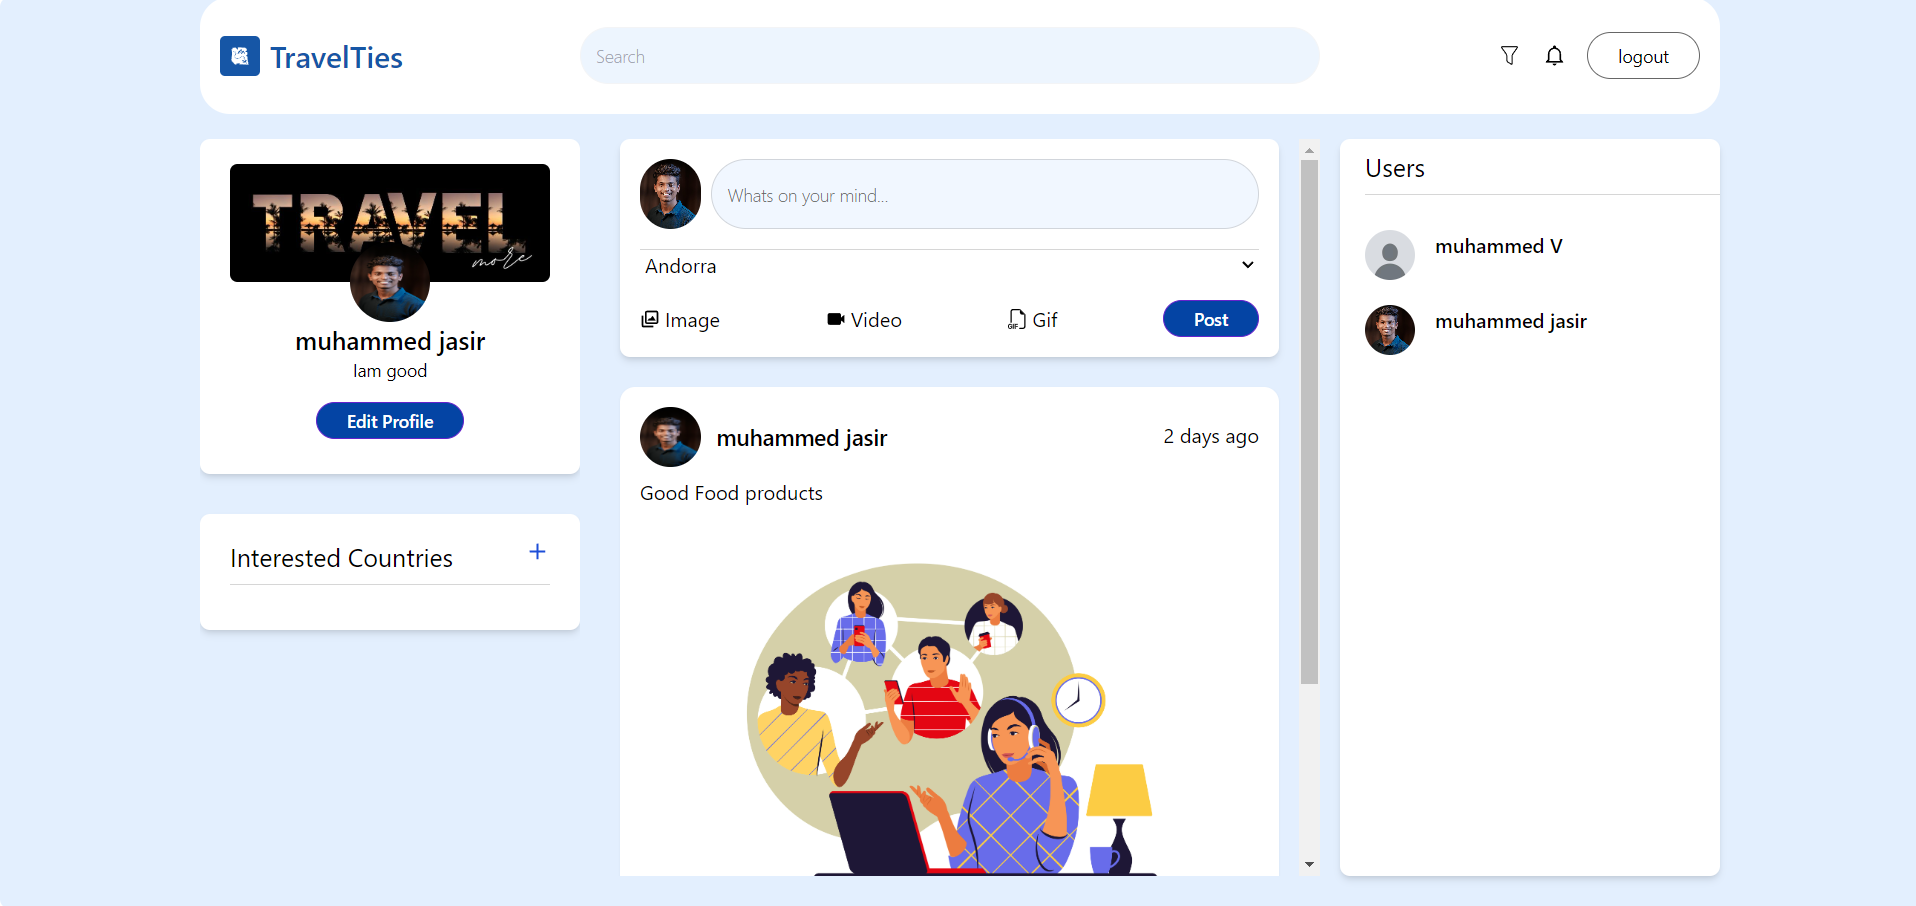 TravelTies
Search
logout
TRAVEL
more
muhammed jasir
Iam good
Edit Profile
Interested Countries
Whats on your mind...
Andorra
Image
Video
GIF
Gif
Post
muhammed jasir
2 days ago
Good Food products
Users
muhammed V
muhammed jasir